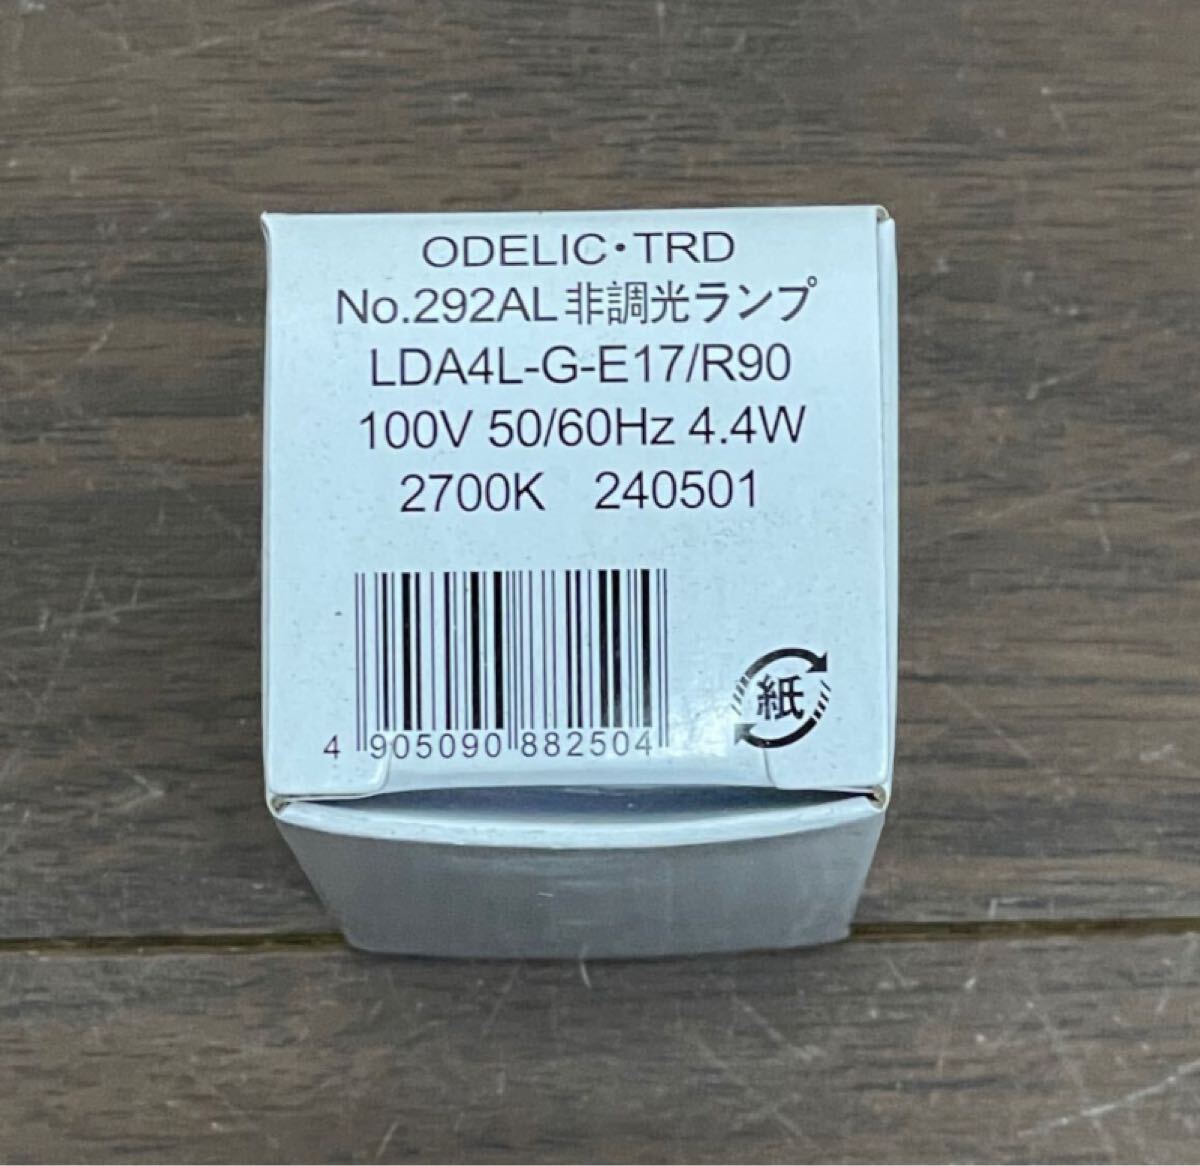 ODELIC・TRD
No.292AL 非調光ランプ
LDA4L-G-E17/R90
100V 50/60Hz 4.4W
2700K 240501
紙
4 905090 882504